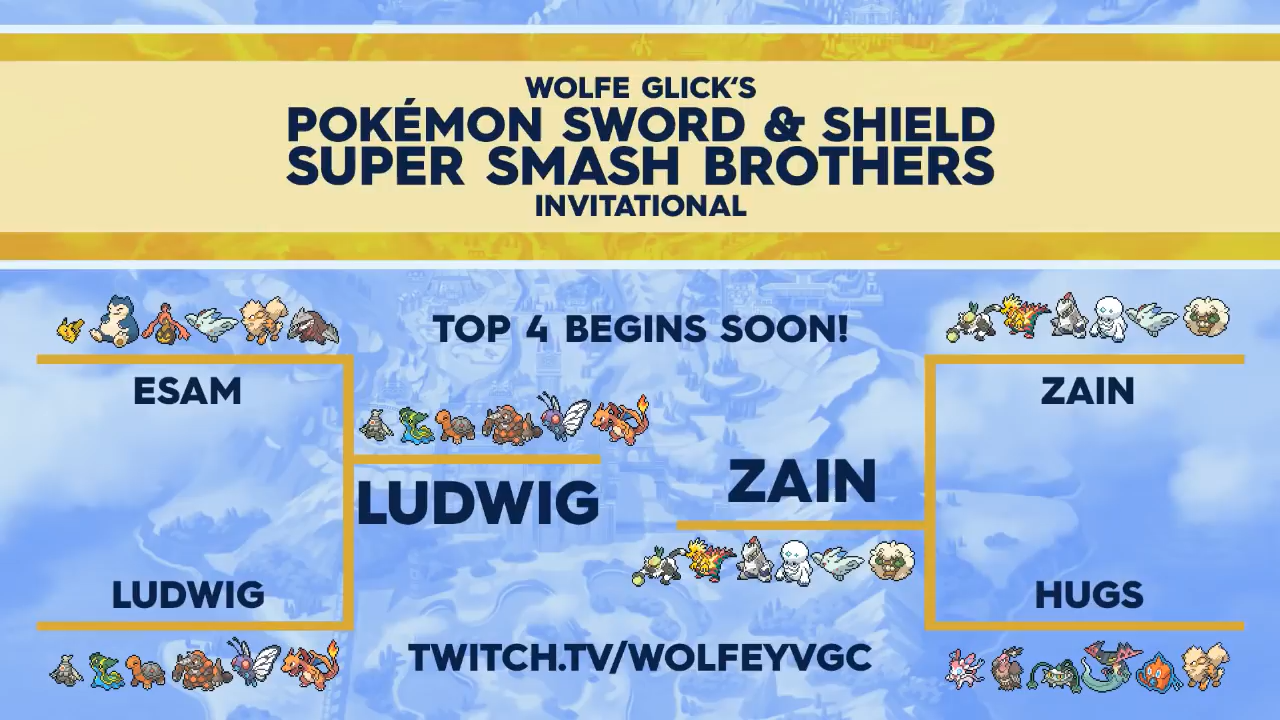 WOLFE GLICK'S
POKÉMON SWORD & SHIELD
SUPER SMASH BROTHERS
INVITATIONAL
TOP 4 BEGINS SOON!
ESAM
ZAIN
LUDWIG
ZAIN
LUDWIG
HUGS
TWITCH.TV/WOLFEYVGC